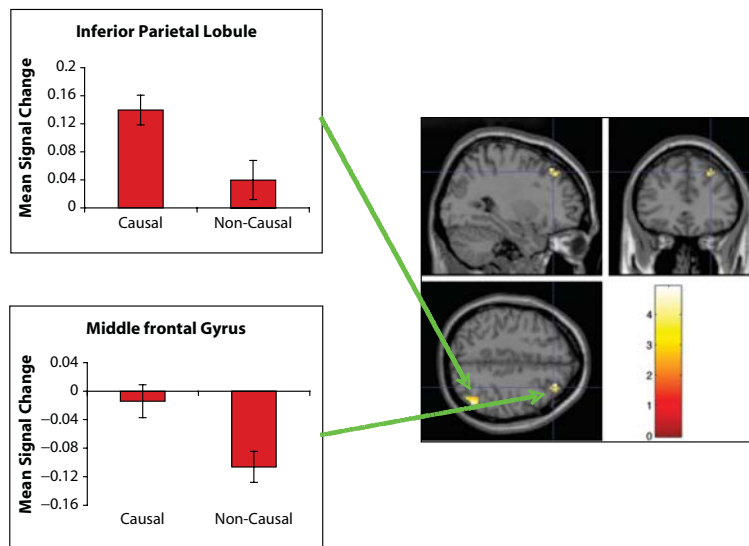 Inferior Parietal Lobule
Mean Signal Change
0.2
0.16
0.12
0.08
0.04
0
Causal Non-Causal
Middle frontal Gyrus
Mean Signal Change
0.04
0
−0.04
−0.08
−0.12
−0.16
Causal Non-Causal
4
3
2
1
0